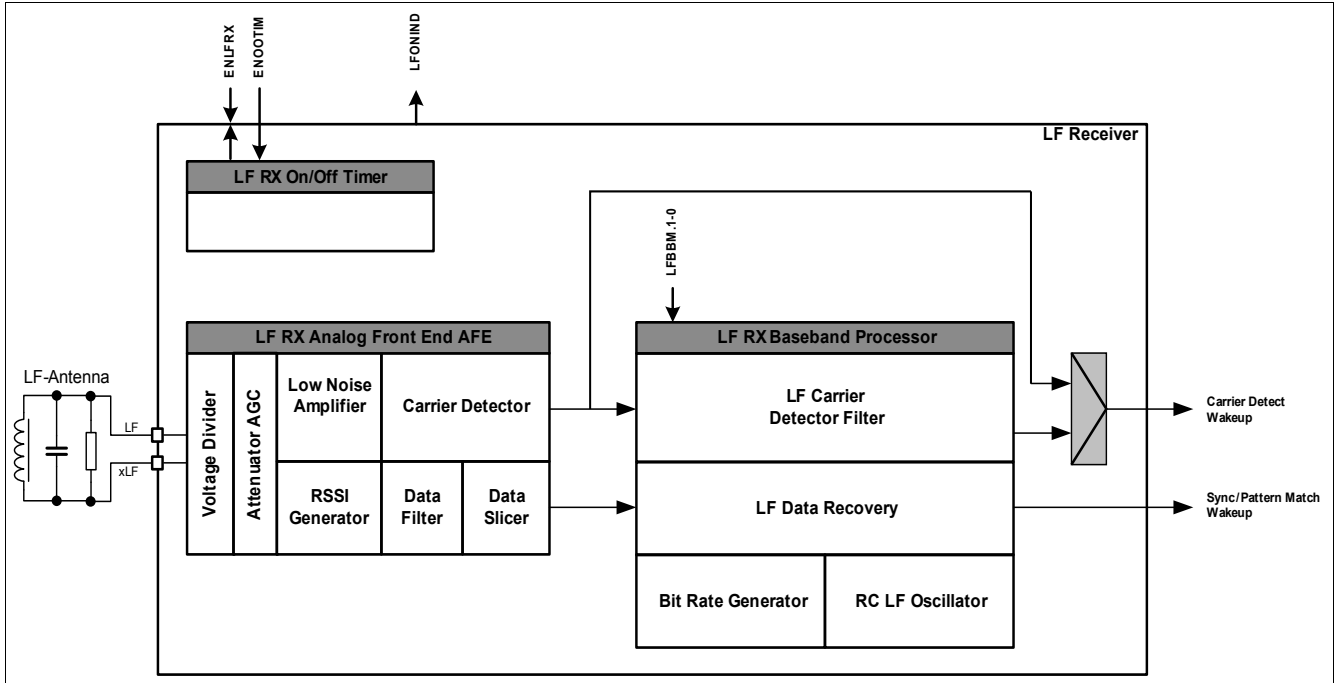 ENLFRX
ENOOTIM
LFONIND
LF Receiver
LF RX On/Off Timer
LFBBM.1-0
LF RX Analog Front End AFE
LF RX Baseband Processor
LF-Antenna
LF
xLF
Voltage Divider
Attenuator AGC
Low Noise
Amplifier
Carrier Detector
RSSI
Generator
Data
Filter
Data
Slicer
LF Carrier
Detector Filter
LF Data Recovery
Bit Rate Generator
RC LF Oscillator
Carrier Detect
Wakeup
Sync/Pattern Match
Wakeup